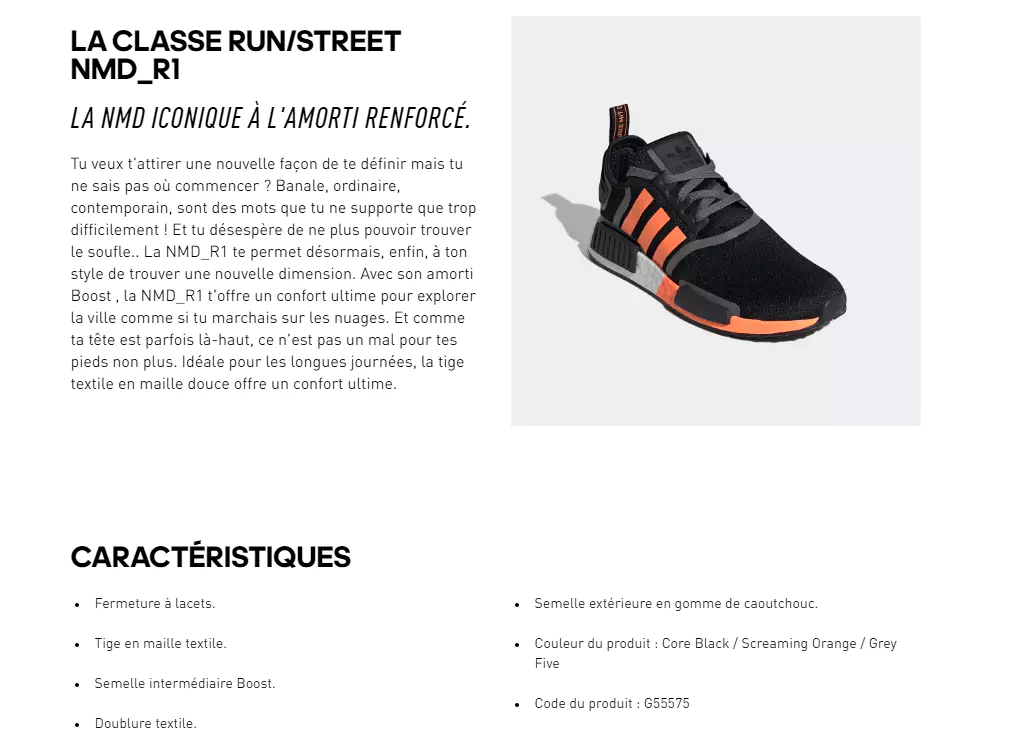 LA CLASSE RUN/STREET
NMD_R1
LA NMD ICONIQUE À L'AMORTI RENFORCÉ.
Tu veux t'attirer une nouvelle façon de te définir mais tu
ne sais pas où commencer ? Banale, ordinaire,
contemporain, sont des mots que tu ne supporte que trop
difficilement ! Et tu désespère de ne plus pouvoir trouver
le soufle.. La NMD_R1 te permet désormais, enfin, à ton
style de trouver une nouvelle dimension. Avec son amorti
Boost , la NMD_R1 t'offre un confort ultime pour explorer
la ville comme si tu marchais sur les nuages. Et comme
ta tête est parfois là-haut, ce n'est pas un mal pour tes
pieds non plus. Idéale pour les longues journées, la tige
textile en maille douce offre un confort ultime.
CARACTÉRISTIQUES
Fermeture à lacets.
Tige en maille textile.
Semelle intermédiaire Boost.
Doublure textile.
Semelle extérieure en gomme de caoutchouc.
Couleur du produit : Core Black / Screaming Orange / Grey
Five
Code du produit : G55575